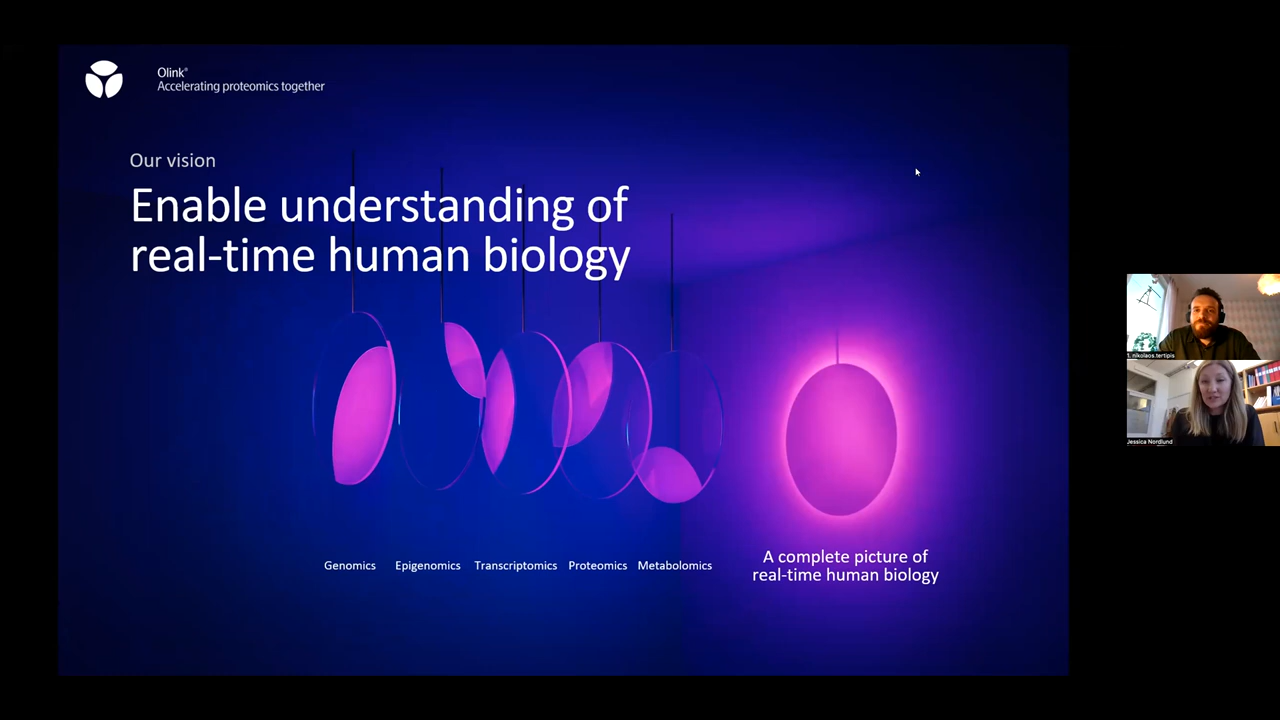 Olink®
Accelerating proteomics together
Our vision
Enable understanding of
real-time human biology
Genomics Epigenomics Transcriptomics Proteomics Metabolomics
A complete picture of
real-time human biology
1. nikolaos.tertipis
Jessica Nordlund